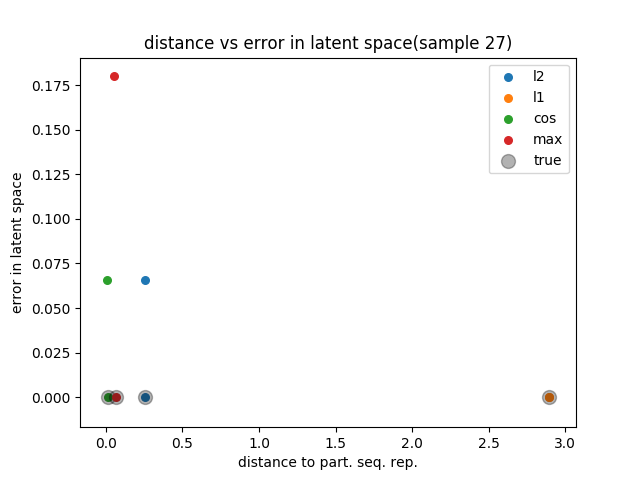 distance vs error in latent space(sample 27)
error in latent space
0.175
0.150
0.125
0.100
0.075
0.050
0.025
0.000
l2
l1
cos
max
true
0.0 0.5 1.0 1.5 2.0 2.5 3.0
distance to part. seq. rep.